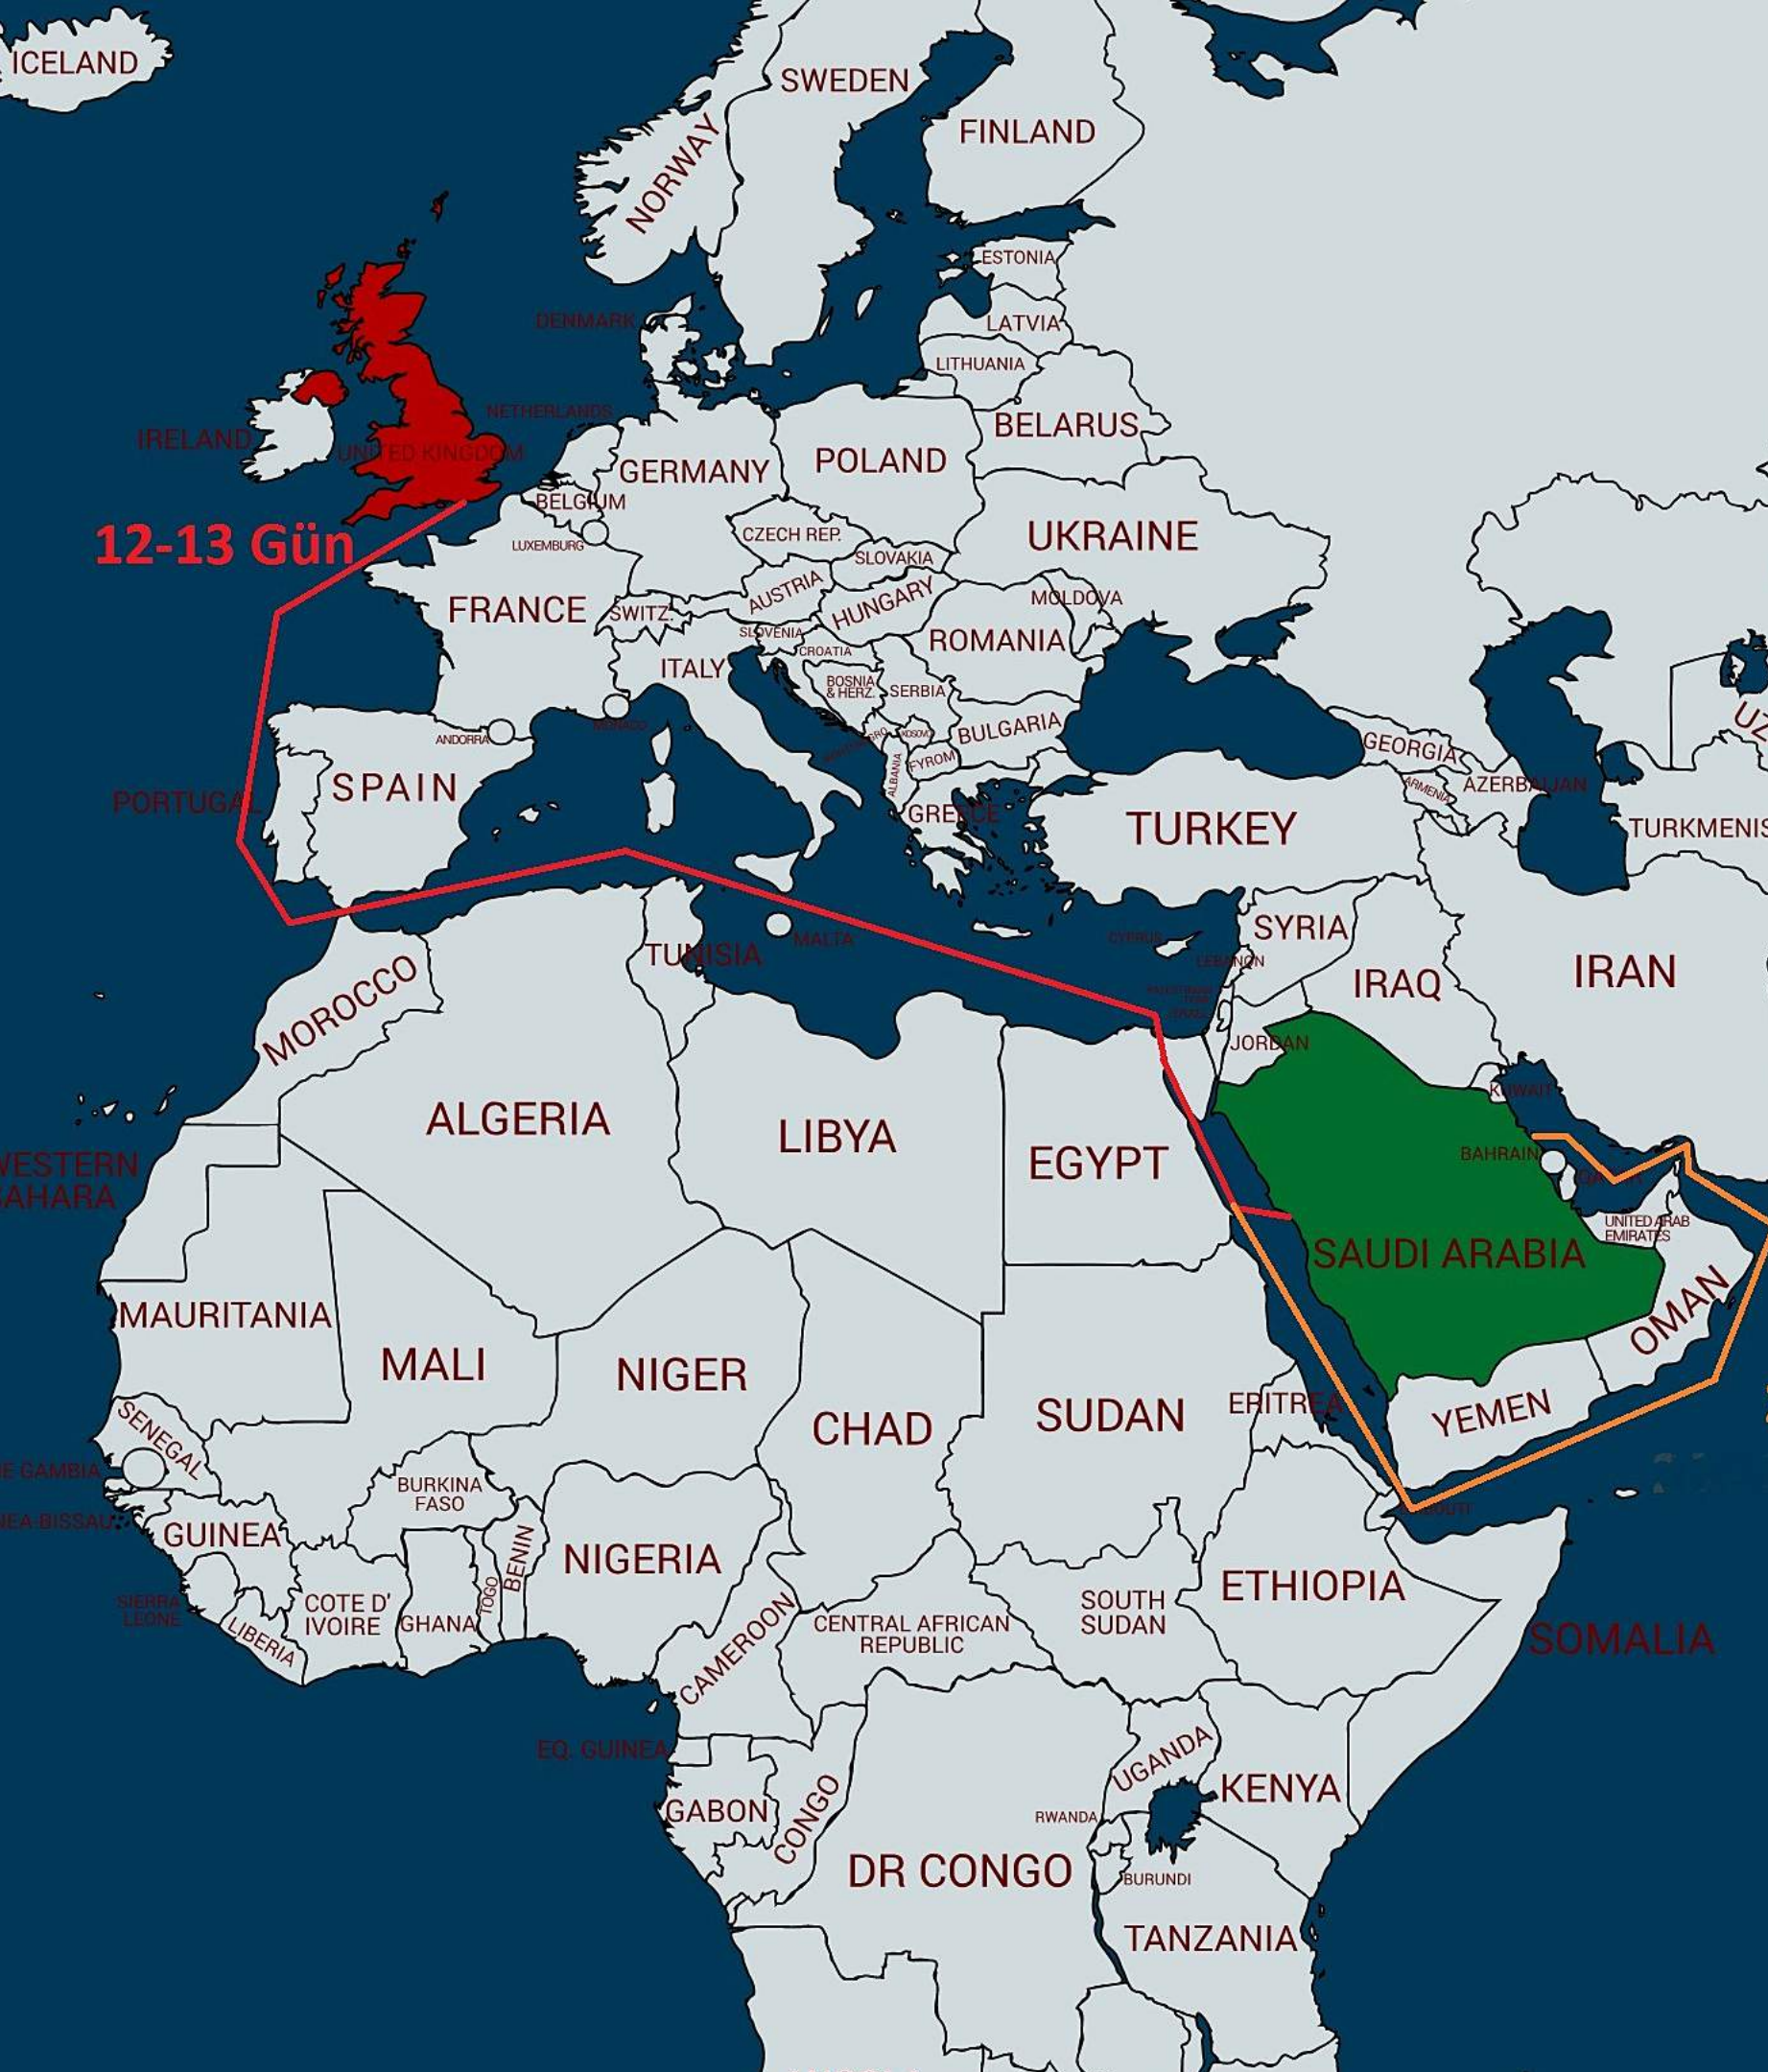 ICELAND
SWEDEN
FINLAND
NORWAY
ESTONIA
DENMARK
LATVIA
LITHUANIA
NETHERLANDS
BELARUS
IRELAND
UNITED KINGDOM
POLAND
GERMANY
BELGIUM
12-13 Gün
CZECH REP.
UKRAINE
LUXEMBURG
SLOVAKIA
AUSTRIA
HUNGARY
MOLDOVA
FRANCE
SWITZ.
SLOVENIA
CROATIA
ROMANIA
ITALY
BOSNIA
& HERZ.
SERBIA
UZ
MONACO
BULGARIA
ANDORRA
KOSOVO
GEORGIA
FYROM
ALBANIA
SPAIN
PORTUGAL
ARMENIA
AZERBAIJAN
GREECE
TURKEY
TURKMENIS
SYRIA
MALTA
CYPRUS
TUNISIA
LEBANON
IRAQ
IRAN
MOROCCO
JORDAN
KUWAIT
ALGERIA
LIBYA
EGYPT
BAHRAIN
WESTERN
SAHARA
QATAR
UNITED ARAB
EMIRATES
SAUDI ARABIA
MAURITANIA
OMAN
MALI
NIGER
ERITREA
YEMEN
CHAD
SUDAN
SENEGAL
E GAMBIA
BURKINA
FASO
NEA-BISSAU
DJIBOUTI
GUINEA
BENIN
NIGERIA
ETHIOPIA
TOGO
SIERRA
LEONE
COTE D'
IVOIRE
GHANA
SOUTH
SUDAN
CENTRAL AFRICAN
REPUBLIC
LIBERIA
SOMALIA
CAMEROON
EQ. GUINEA
UGANDA
KENYA
GABON
CONGO
RWANDA
DR CONGO
BURUNDI
TANZANIA